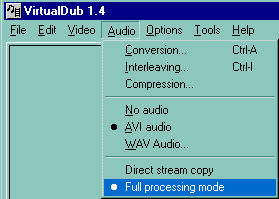 VirtualDub 1.4
File Edit Video Audio Options Tools Help
Conversion... Ctrl-A
Interleaving... Ctrl-I
Compression...
No audio
AVI audio
WAV Audio...
Direct stream copy
Full processing mode